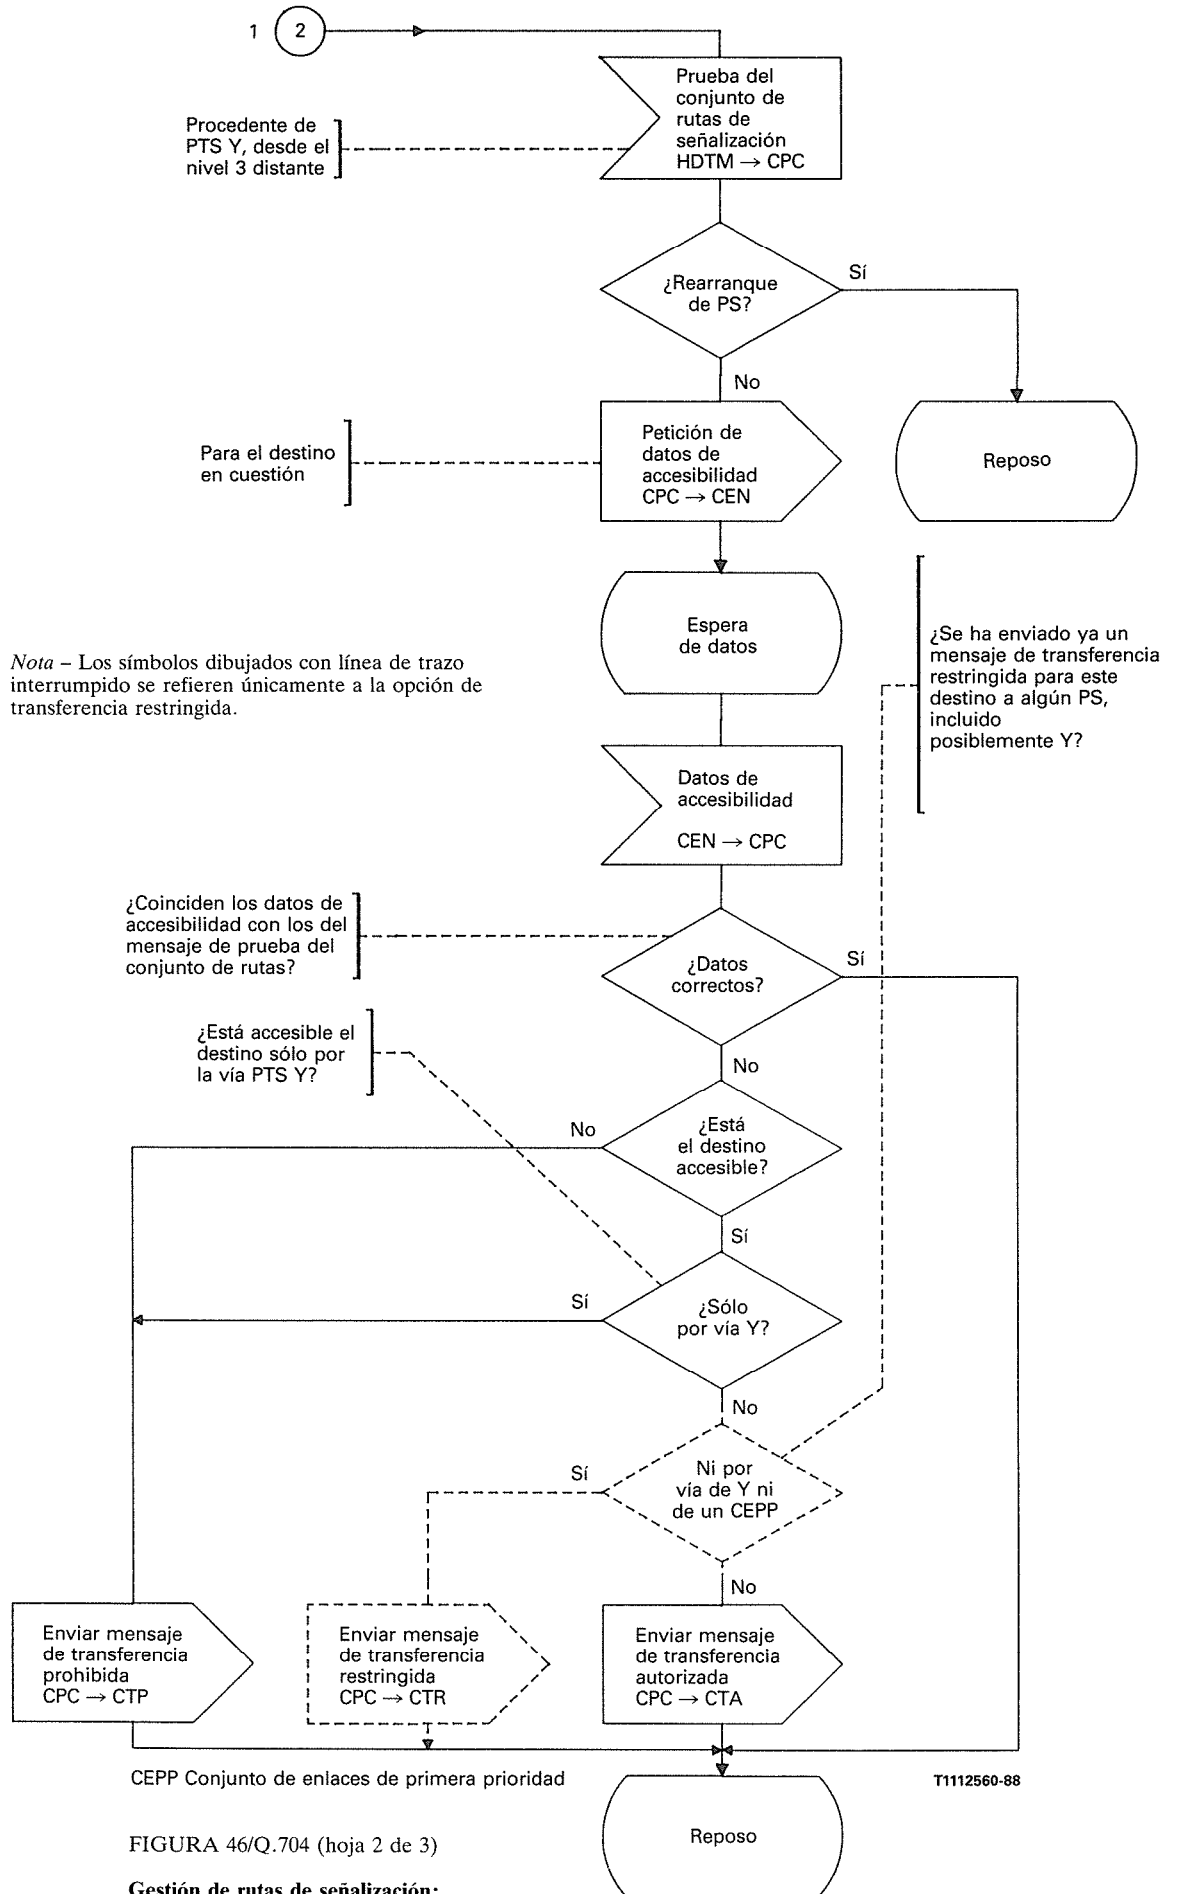 1 2
Prueba del
conjunto de
rutas de
señalización
HDTM → CPC
Procedente de
PTS Y, desde el
nivel 3 distante
¿Rearranque
de PS?
Sí
No
Petición de
datos de
accesibilidad
CPC → CEN
Para el destino
en cuestión
Reposo
Espera
de datos
¿Se ha enviado ya un
mensaje de transferencia
restringida para este
destino a algún PS,
incluido
posiblemente Y?
Nota – Los símbolos dibujados con línea de trazo
interrumpido se refieren únicamente a la opción de
transferencia restringida.
Datos de
accesibilidad
CEN → CPC
¿Coinciden los datos de
accesibilidad con los del
mensaje de prueba del
conjunto de rutas?
¿Datos
correctos?
Sí
No
¿Está accesible el
destino sólo por
la vía PTS Y?
¿Está
el destino
accesible?
No
Sí
¿Sólo
por vía Y?
Sí
No
Ni por
vía de Y ni
de un CEPP
Sí
No
Enviar mensaje
de transferencia
prohibida
CPC → CTP
Enviar mensaje
de transferencia
restringida
CPC → CTR
Enviar mensaje
de transferencia
autorizada
CPC → CTA
CEPP Conjunto de enlaces de primera prioridad
T1112560-88
Reposo
FIGURA 46/Q.704 (hoja 2 de 3)
Gestión de rutas de señalización: